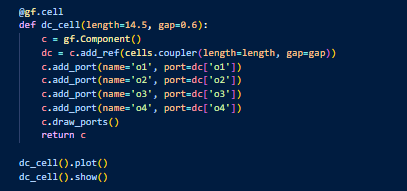 @gf.cell
def dc_cell(length=14.5, gap=0.6):
    c = gf.Component()
    dc = c.add_ref(cells.coupler(length=length, gap=gap))
    c.add_port(name='o1', port=dc['o1'])
    c.add_port(name='o2', port=dc['o2'])
    c.add_port(name='o3', port=dc['o3'])
    c.add_port(name='o4', port=dc['o4'])
    c.draw_ports()
    return c

dc_cell().plot()
dc_cell().show()